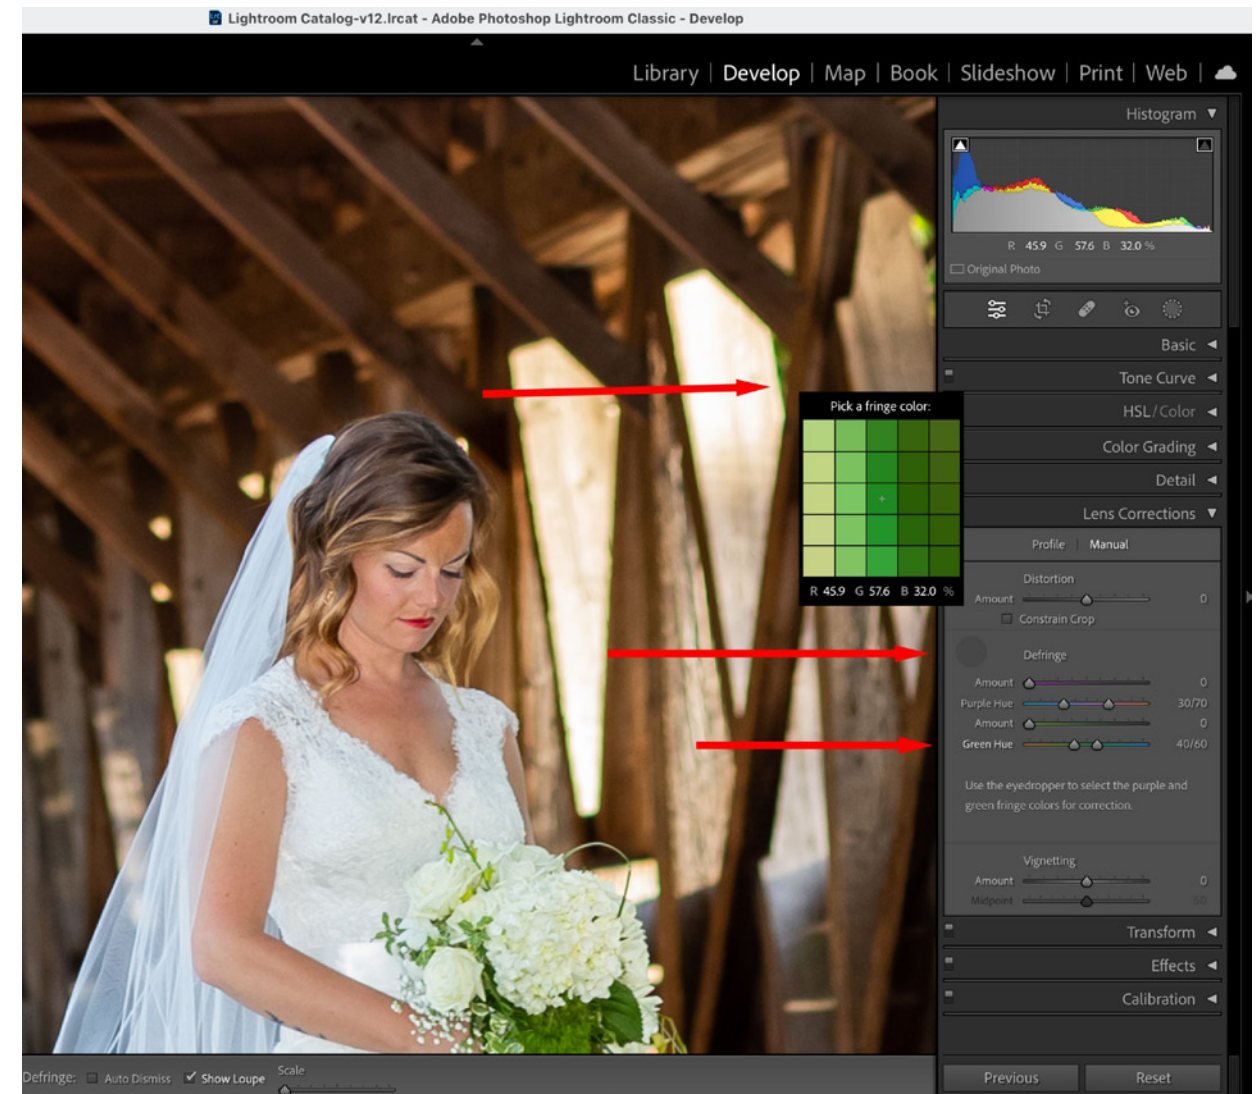 Lightroom Catalog-v12.lrcat - Adobe Photoshop Lightroom Classic - Develop
Library | Develop | Map | Book | Slideshow | Print | Web |
Histogram
R 45.9 G 57.6 B 32.0 %
Original Photo
Basic
Tone Curve
Pick a fringe color:
HSL/Color
Color Grading
Detail
Lens Corrections
Profile | Manual
Distortion
R 45.9 G 57.6 B 32.0 %
Amount 0
Constrain Crop
Defringe
Amount 0
Purple Hue 30/70
Amount 0
Green Hue 40/60
Use the eyedropper to select the purple and
green fringe colors for correction.
Vignetting
Amount 0
Midpoint 50
Transform
Effects
Calibration
Defringe: Auto Dismiss Show Loupe Scale
Previous Reset